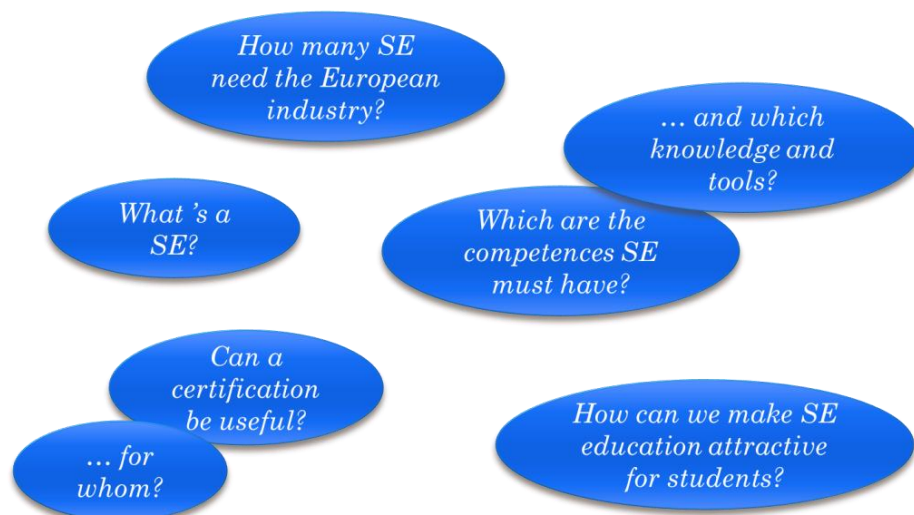 How many SE
need the European
industry?
... and which
knowledge and
tools?
What 's a
SE?
Which are the
competences SE
must have?
Can a
certification
be useful?
... for
whom?
How can we make SE
education attractive
for students?